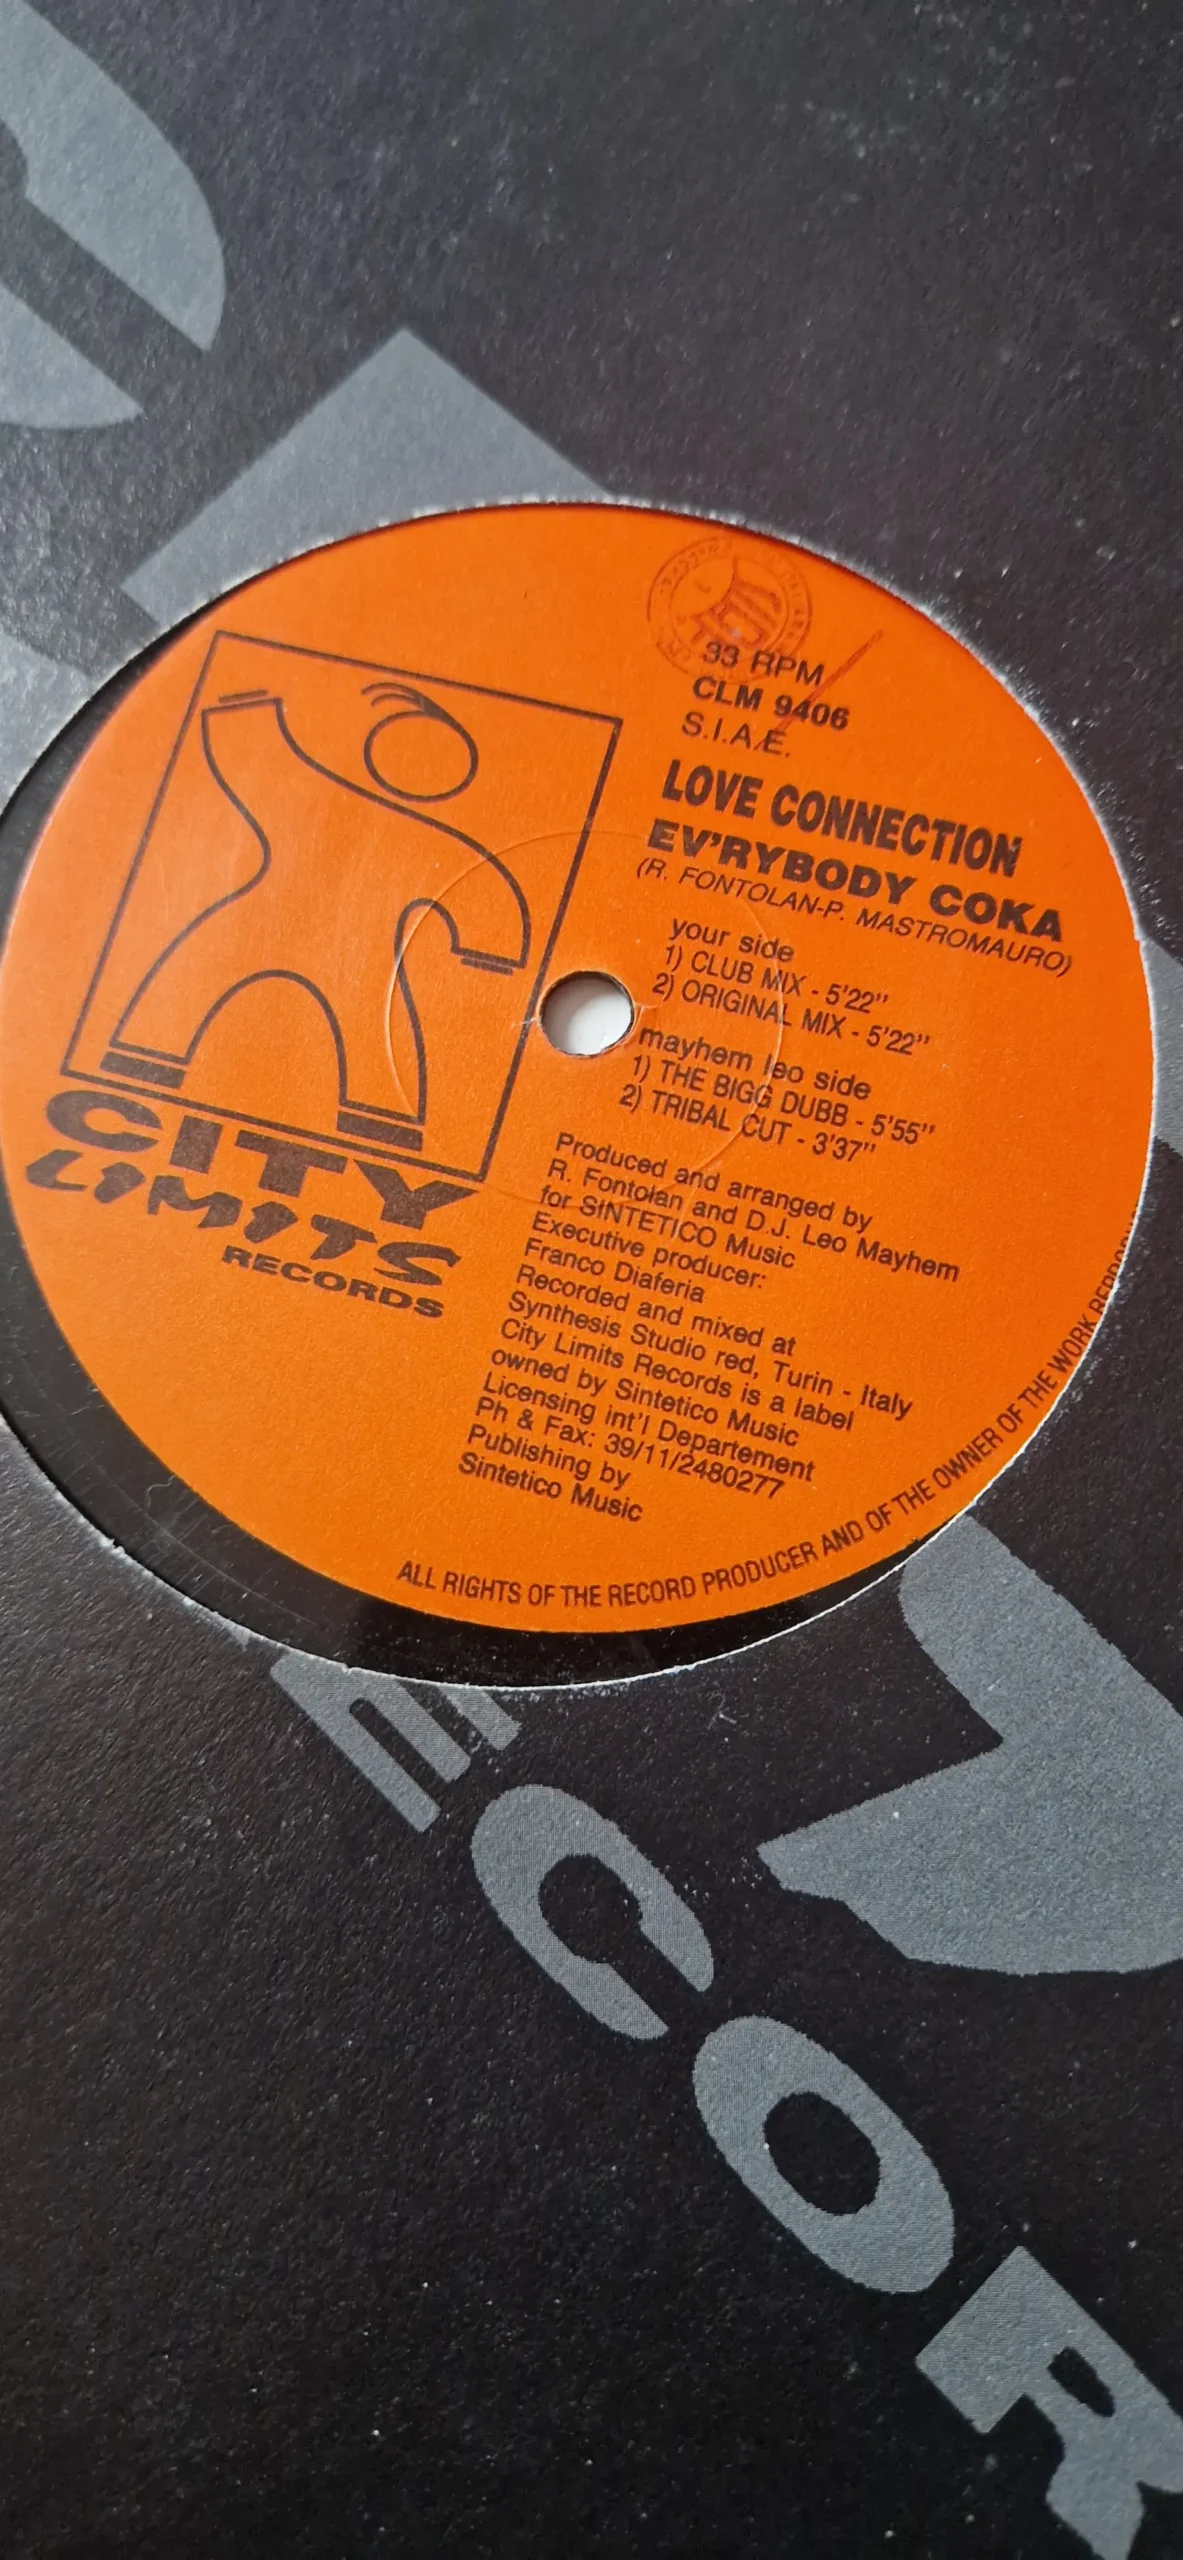 33 RPM
CLM 9406
S.I.A.E.
LOVE CONNECTION
EV'RYBODY COKA
(R. FONTOLAN-P. MASTROMAURO)
your side
1) CLUB MIX - 5'22"
2) ORIGINAL MIX - 5'22"
mayhem leo side
1) THE BIGG DUBB - 5'55"
2) TRIBAL CUT - 3'37"
CITY
LIMITS
RECORDS
Produced and arranged by
R. Fontolan and D.J. Leo Mayhem
for SINTETICO Music
Executive producer:
Franco Diaferia
Recorded and mixed at
Synthesis Studio red, Turin - Italy
City Limits Records is a label
owned by Sintetico Music
Licensing int'l Departement
Ph & Fax: 39/11/2480277
Publishing by
Sintetico Music
ALL RIGHTS OF THE RECORD PRODUCER AND OF THE OWNER OF THE WORK
ECOR